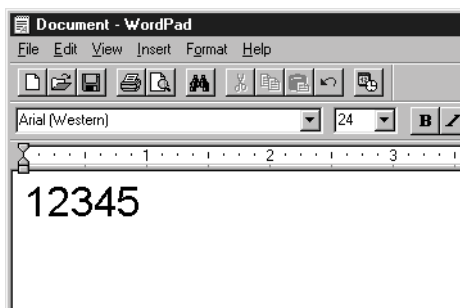 Document - WordPad
File Edit View Insert Format Help
Arial (Western) 24 B I
1 2 3
12345